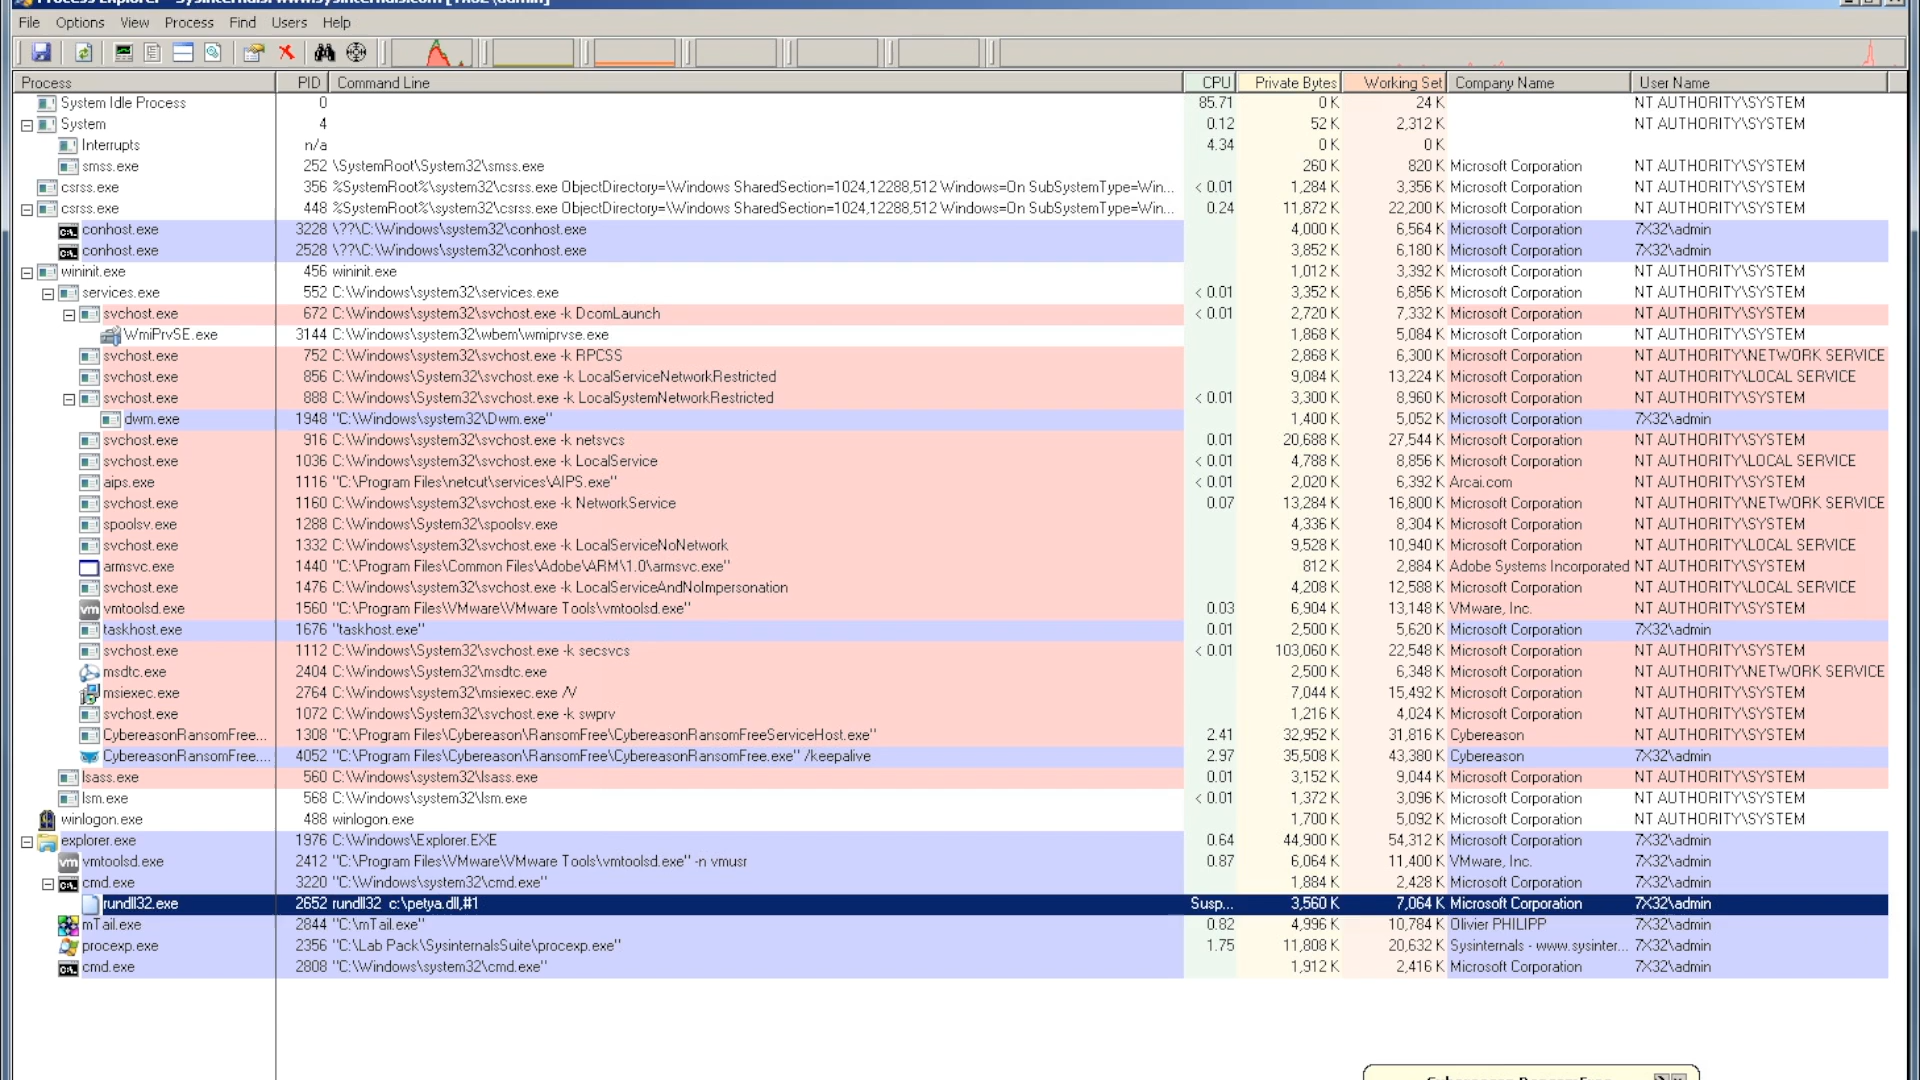 File Options View Process Find Users Help
Process PID Command Line CPU Private Bytes Working Set Company Name User Name
System Idle Process 0 85.71 0 K 24 K NT AUTHORITY\SYSTEM
System 4 0.12 52 K 2,312 K NT AUTHORITY\SYSTEM
Interrupts n/a 4.34 0 K 0 K
smss.exe 252 \SystemRoot\System32\smss.exe 260 K 820 K Microsoft Corporation NT AUTHORITY\SYSTEM
csrss.exe 356 %SystemRoot%\system32\csrss.exe ObjectDirectory=\Windows SharedSection=1024,12288,512 Windows=On SubSystemType=Win... < 0.01 1,284 K 3,356 K Microsoft Corporation NT AUTHORITY\SYSTEM
csrss.exe 448 %SystemRoot%\system32\csrss.exe ObjectDirectory=\Windows SharedSection=1024,12288,512 Windows=On SubSystemType=Win... 0.24 11,872 K 22,200 K Microsoft Corporation NT AUTHORITY\SYSTEM
conhost.exe 3228 \??\C:\Windows\system32\conhost.exe 4,000 K 6,564 K Microsoft Corporation 7X32\admin
conhost.exe 2528 \??\C:\Windows\system32\conhost.exe 3,852 K 6,180 K Microsoft Corporation 7X32\admin
wininit.exe 456 wininit.exe 1,012 K 3,392 K Microsoft Corporation NT AUTHORITY\SYSTEM
services.exe 552 C:\Windows\system32\services.exe < 0.01 3,352 K 6,856 K Microsoft Corporation NT AUTHORITY\SYSTEM
svchost.exe 672 C:\Windows\system32\svchost.exe -k DcomLaunch < 0.01 2,720 K 7,332 K Microsoft Corporation NT AUTHORITY\SYSTEM
WmiPrvSE.exe 3144 C:\Windows\system32\wbem\wmiprvse.exe 1,868 K 5,084 K Microsoft Corporation NT AUTHORITY\SYSTEM
svchost.exe 752 C:\Windows\system32\svchost.exe -k RPCSS 2,868 K 6,300 K Microsoft Corporation NT AUTHORITY\NETWORK SERVICE
svchost.exe 856 C:\Windows\System32\svchost.exe -k LocalServiceNetworkRestricted 9,084 K 13,224 K Microsoft Corporation NT AUTHORITY\LOCAL SERVICE
svchost.exe 888 C:\Windows\System32\svchost.exe -k LocalSystemNetworkRestricted < 0.01 3,300 K 8,960 K Microsoft Corporation NT AUTHORITY\SYSTEM
dwm.exe 1948 "C:\Windows\system32\Dwm.exe" 1,400 K 5,052 K Microsoft Corporation 7X32\admin
svchost.exe 916 C:\Windows\system32\svchost.exe -k netsvcs 0.01 20,688 K 27,544 K Microsoft Corporation NT AUTHORITY\SYSTEM
svchost.exe 1036 C:\Windows\system32\svchost.exe -k LocalService < 0.01 4,788 K 8,856 K Microsoft Corporation NT AUTHORITY\LOCAL SERVICE
aips.exe 1116 "C:\Program Files\netcut\services\AIPS.exe" < 0.01 2,020 K 6,392 K Arcai.com NT AUTHORITY\SYSTEM
svchost.exe 1160 C:\Windows\system32\svchost.exe -k NetworkService 0.07 13,284 K 16,800 K Microsoft Corporation NT AUTHORITY\NETWORK SERVICE
spoolsv.exe 1288 C:\Windows\System32\spoolsv.exe 4,336 K 8,304 K Microsoft Corporation NT AUTHORITY\SYSTEM
svchost.exe 1332 C:\Windows\system32\svchost.exe -k LocalServiceNoNetwork 9,528 K 10,940 K Microsoft Corporation NT AUTHORITY\LOCAL SERVICE
armsvc.exe 1440 "C:\Program Files\Common Files\Adobe\ARM\1.0\armsvc.exe" 812 K 2,884 K Adobe Systems Incorporated NT AUTHORITY\SYSTEM
svchost.exe 1476 C:\Windows\system32\svchost.exe -k LocalServiceAndNoImpersonation 4,208 K 12,588 K Microsoft Corporation NT AUTHORITY\LOCAL SERVICE
vmtoolsd.exe 1560 "C:\Program Files\VMware\VMware Tools\vmtoolsd.exe" 0.03 6,904 K 13,148 K VMware, Inc. NT AUTHORITY\SYSTEM
taskhost.exe 1676 "taskhost.exe" 0.01 2,500 K 5,620 K Microsoft Corporation 7X32\admin
svchost.exe 1112 C:\Windows\System32\svchost.exe -k secsvcs < 0.01 103,060 K 22,548 K Microsoft Corporation NT AUTHORITY\SYSTEM
msdtc.exe 2404 C:\Windows\System32\msdtc.exe 2,500 K 6,348 K Microsoft Corporation NT AUTHORITY\NETWORK SERVICE
msiexec.exe 2764 C:\Windows\system32\msiexec.exe /V 7,044 K 15,492 K Microsoft Corporation NT AUTHORITY\SYSTEM
svchost.exe 1072 C:\Windows\System32\svchost.exe -k swprv 1,216 K 4,024 K Microsoft Corporation NT AUTHORITY\SYSTEM
CybereasonRansomFree... 1308 "C:\Program Files\Cybereason\RansomFree\CybereasonRansomFreeServiceHost.exe" 2.41 32,952 K 31,816 K Cybereason NT AUTHORITY\SYSTEM
CybereasonRansomFree.... 4052 "C:\Program Files\Cybereason\RansomFree\CybereasonRansomFree.exe" /keepalive 2.97 35,508 K 43,380 K Cybereason 7X32\admin
lsass.exe 560 C:\Windows\system32\lsass.exe 0.01 3,152 K 9,044 K Microsoft Corporation NT AUTHORITY\SYSTEM
lsm.exe 568 C:\Windows\system32\lsm.exe < 0.01 1,372 K 3,096 K Microsoft Corporation NT AUTHORITY\SYSTEM
winlogon.exe 488 winlogon.exe 1,700 K 5,092 K Microsoft Corporation NT AUTHORITY\SYSTEM
explorer.exe 1976 C:\Windows\Explorer.EXE 0.64 44,900 K 54,312 K Microsoft Corporation 7X32\admin
vmtoolsd.exe 2412 "C:\Program Files\VMware\VMware Tools\vmtoolsd.exe" -n vmusr 0.87 6,064 K 11,400 K VMware, Inc. 7X32\admin
cmd.exe 3220 "C:\Windows\system32\cmd.exe" 1,884 K 2,428 K Microsoft Corporation 7X32\admin
rundll32.exe 2652 rundll32 c:\petya.dll,#1 Susp... 3,560 K 7,064 K Microsoft Corporation 7X32\admin
mTail.exe 2844 "C:\mTail.exe" 0.82 4,996 K 10,784 K Olivier PHILIPP 7X32\admin
procexp.exe 2356 "C:\Lab Pack\SysinternalsSuite\procexp.exe" 1.75 11,808 K 20,632 K Sysinternals - www.sysinter... 7X32\admin
cmd.exe 2808 "C:\Windows\system32\cmd.exe" 1,912 K 2,416 K Microsoft Corporation 7X32\admin